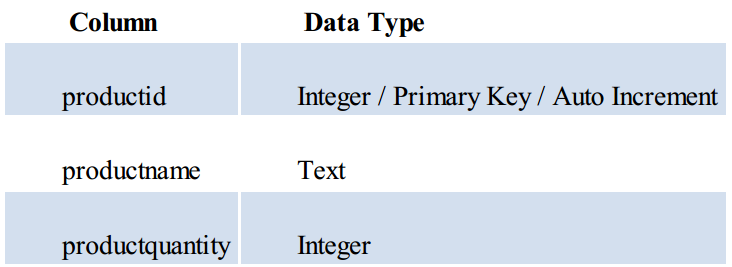 Column Data Type
productid Integer / Primary Key / Auto Increment
productname Text
productquantity Integer